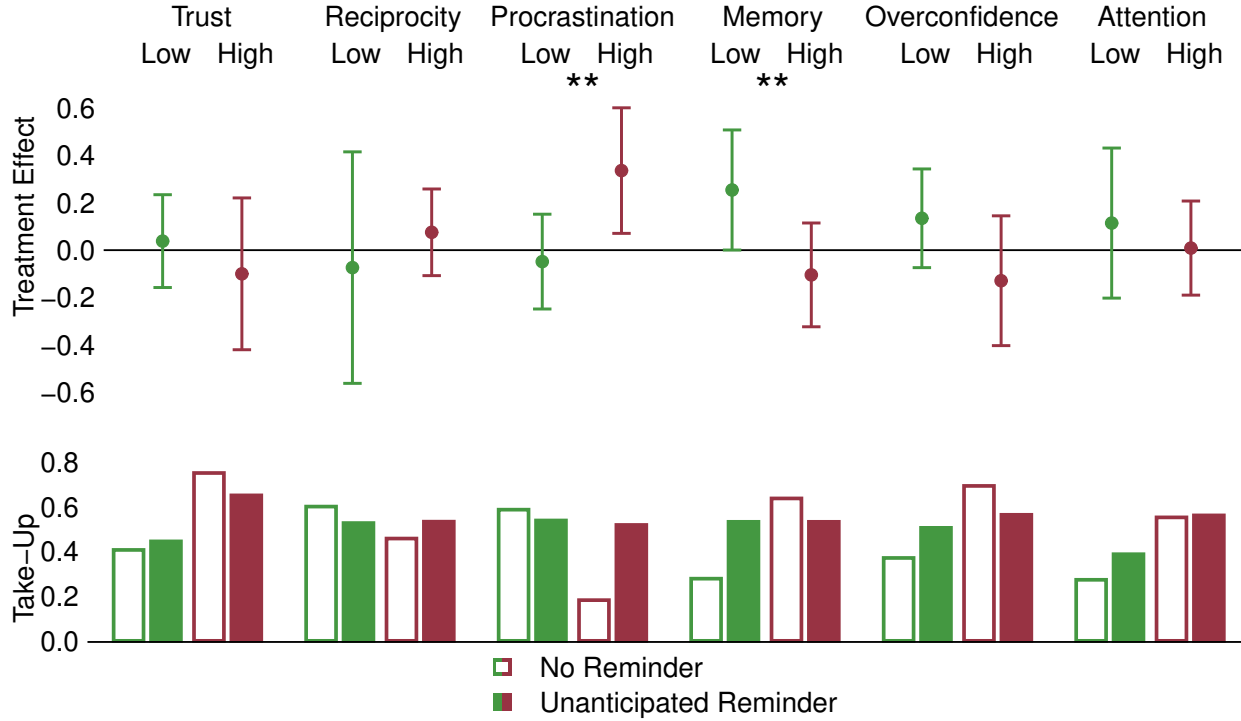 Trust Reciprocity Procrastination Memory Overconfidence Attention
Low High Low High Low High Low High Low High Low High
** **
Treatment Effect
0.6
0.4
0.2
0.0
−0.2
−0.4
−0.6
Take−Up
0.8
0.6
0.4
0.2
0.0
No Reminder
Unanticipated Reminder